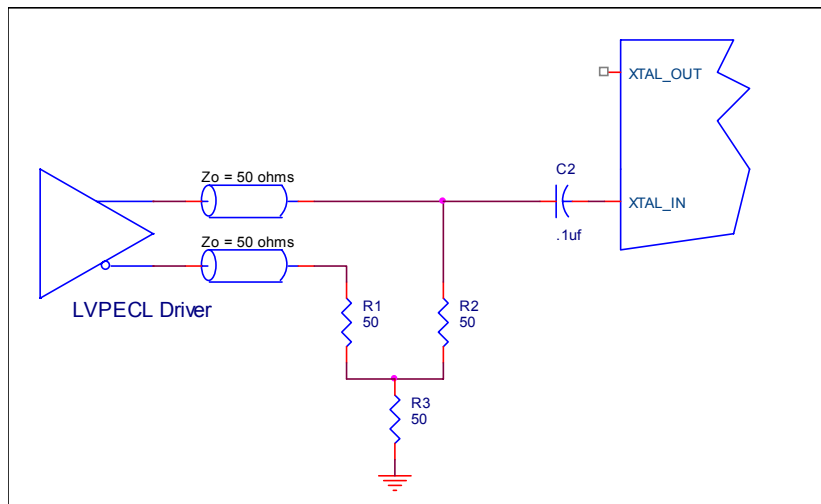 XTAL_OUT
Zo = 50 ohms
C2
XTAL_IN
.1uf
Zo = 50 ohms
LVPECL Driver
R1
50
R2
50
R3
50